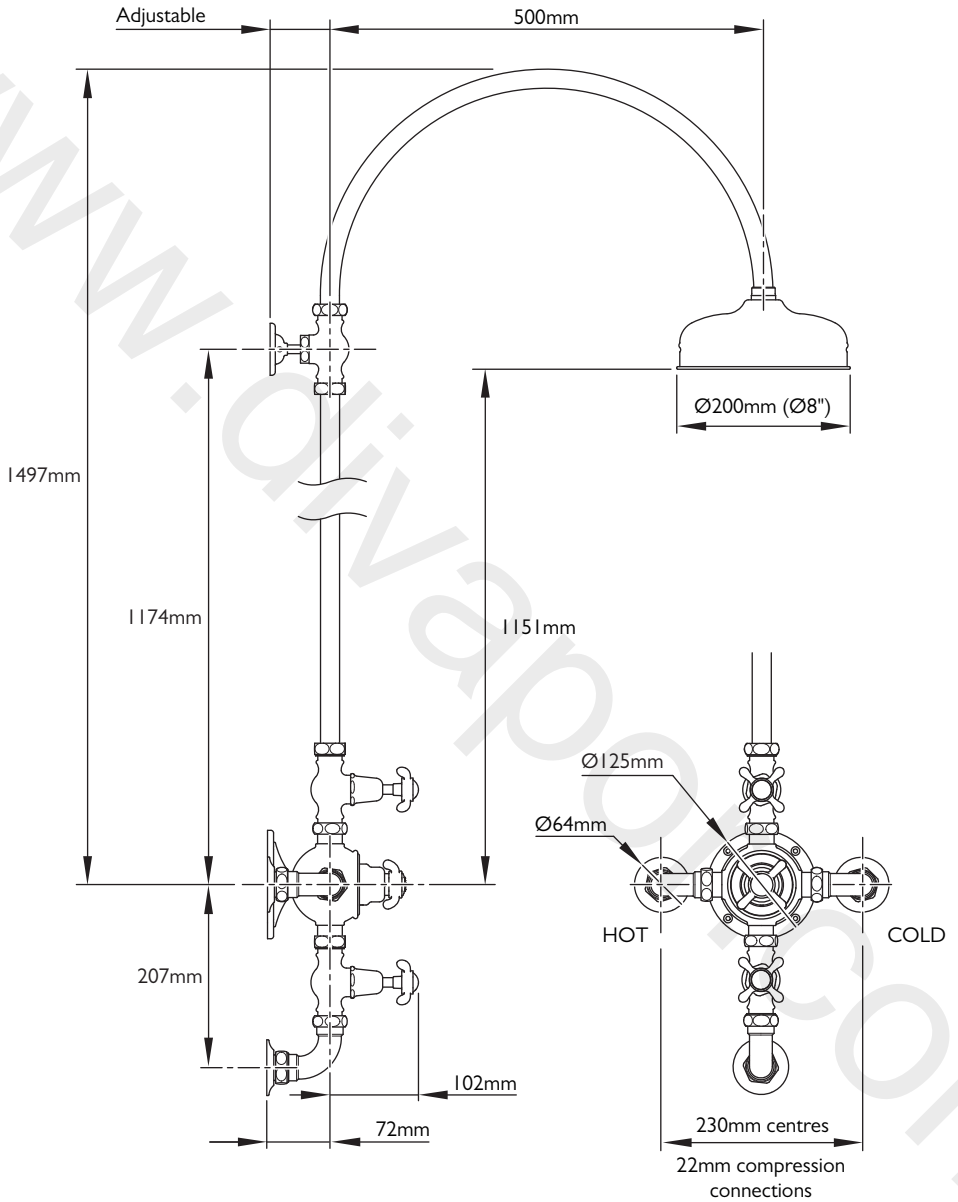 Adjustable
500mm
Ø200mm (Ø8")
1497mm
1174mm
1151mm
Ø125mm
Ø64mm
HOT
COLD
207mm
102mm
72mm
230mm centres
22mm compression
connections
www.divapor.com